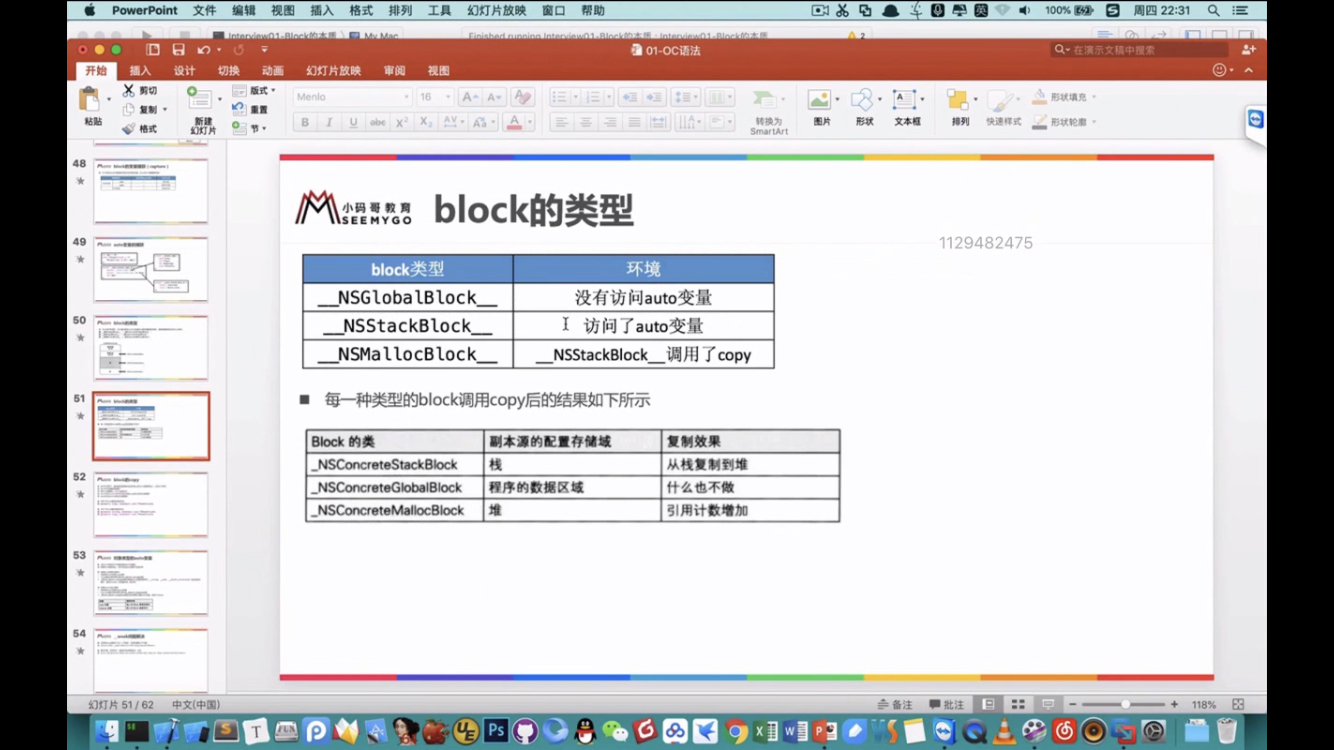 PowerPoint 文件 编辑 视图 插入 格式 排列 工具 幻灯片放映 窗口 帮助 英 100% 周四 22:31
Interview01-Block的本质 My Mac Finished running Interview01-Block的本质 : Interview01-Block的本质 2
01-OC语法 在演示文稿中搜索
开始 插入 设计 切换 动画 幻灯片放映 审阅 视图
粘贴 剪切 复制 格式 新建幻灯片 版式 重置 节 Menlo 16 转换为 SmartArt 图片 形状 文本框 排列 快速样式 形状填充 形状轮廓
B I U abc X² X₂ AV Aa A
48
49
50
51
52
53
54
小码哥教育
SEEMYGO
block的类型
1129482475
block类型 环境
__NSGlobalBlock__ 没有访问auto变量
__NSStackBlock__ 访问了auto变量
__NSMallocBlock__ __NSStackBlock__调用了copy
■ 每一种类型的block调用copy后的结果如下所示
Block 的类 副本源的配置存储域 复制效果
_NSConcreteStackBlock 栈 从栈复制到堆
_NSConcreteGlobalBlock 程序的数据区域 什么也不做
_NSConcreteMallocBlock 堆 引用计数增加
幻灯片 51 / 62 中文(中国) 备注 批注 118%